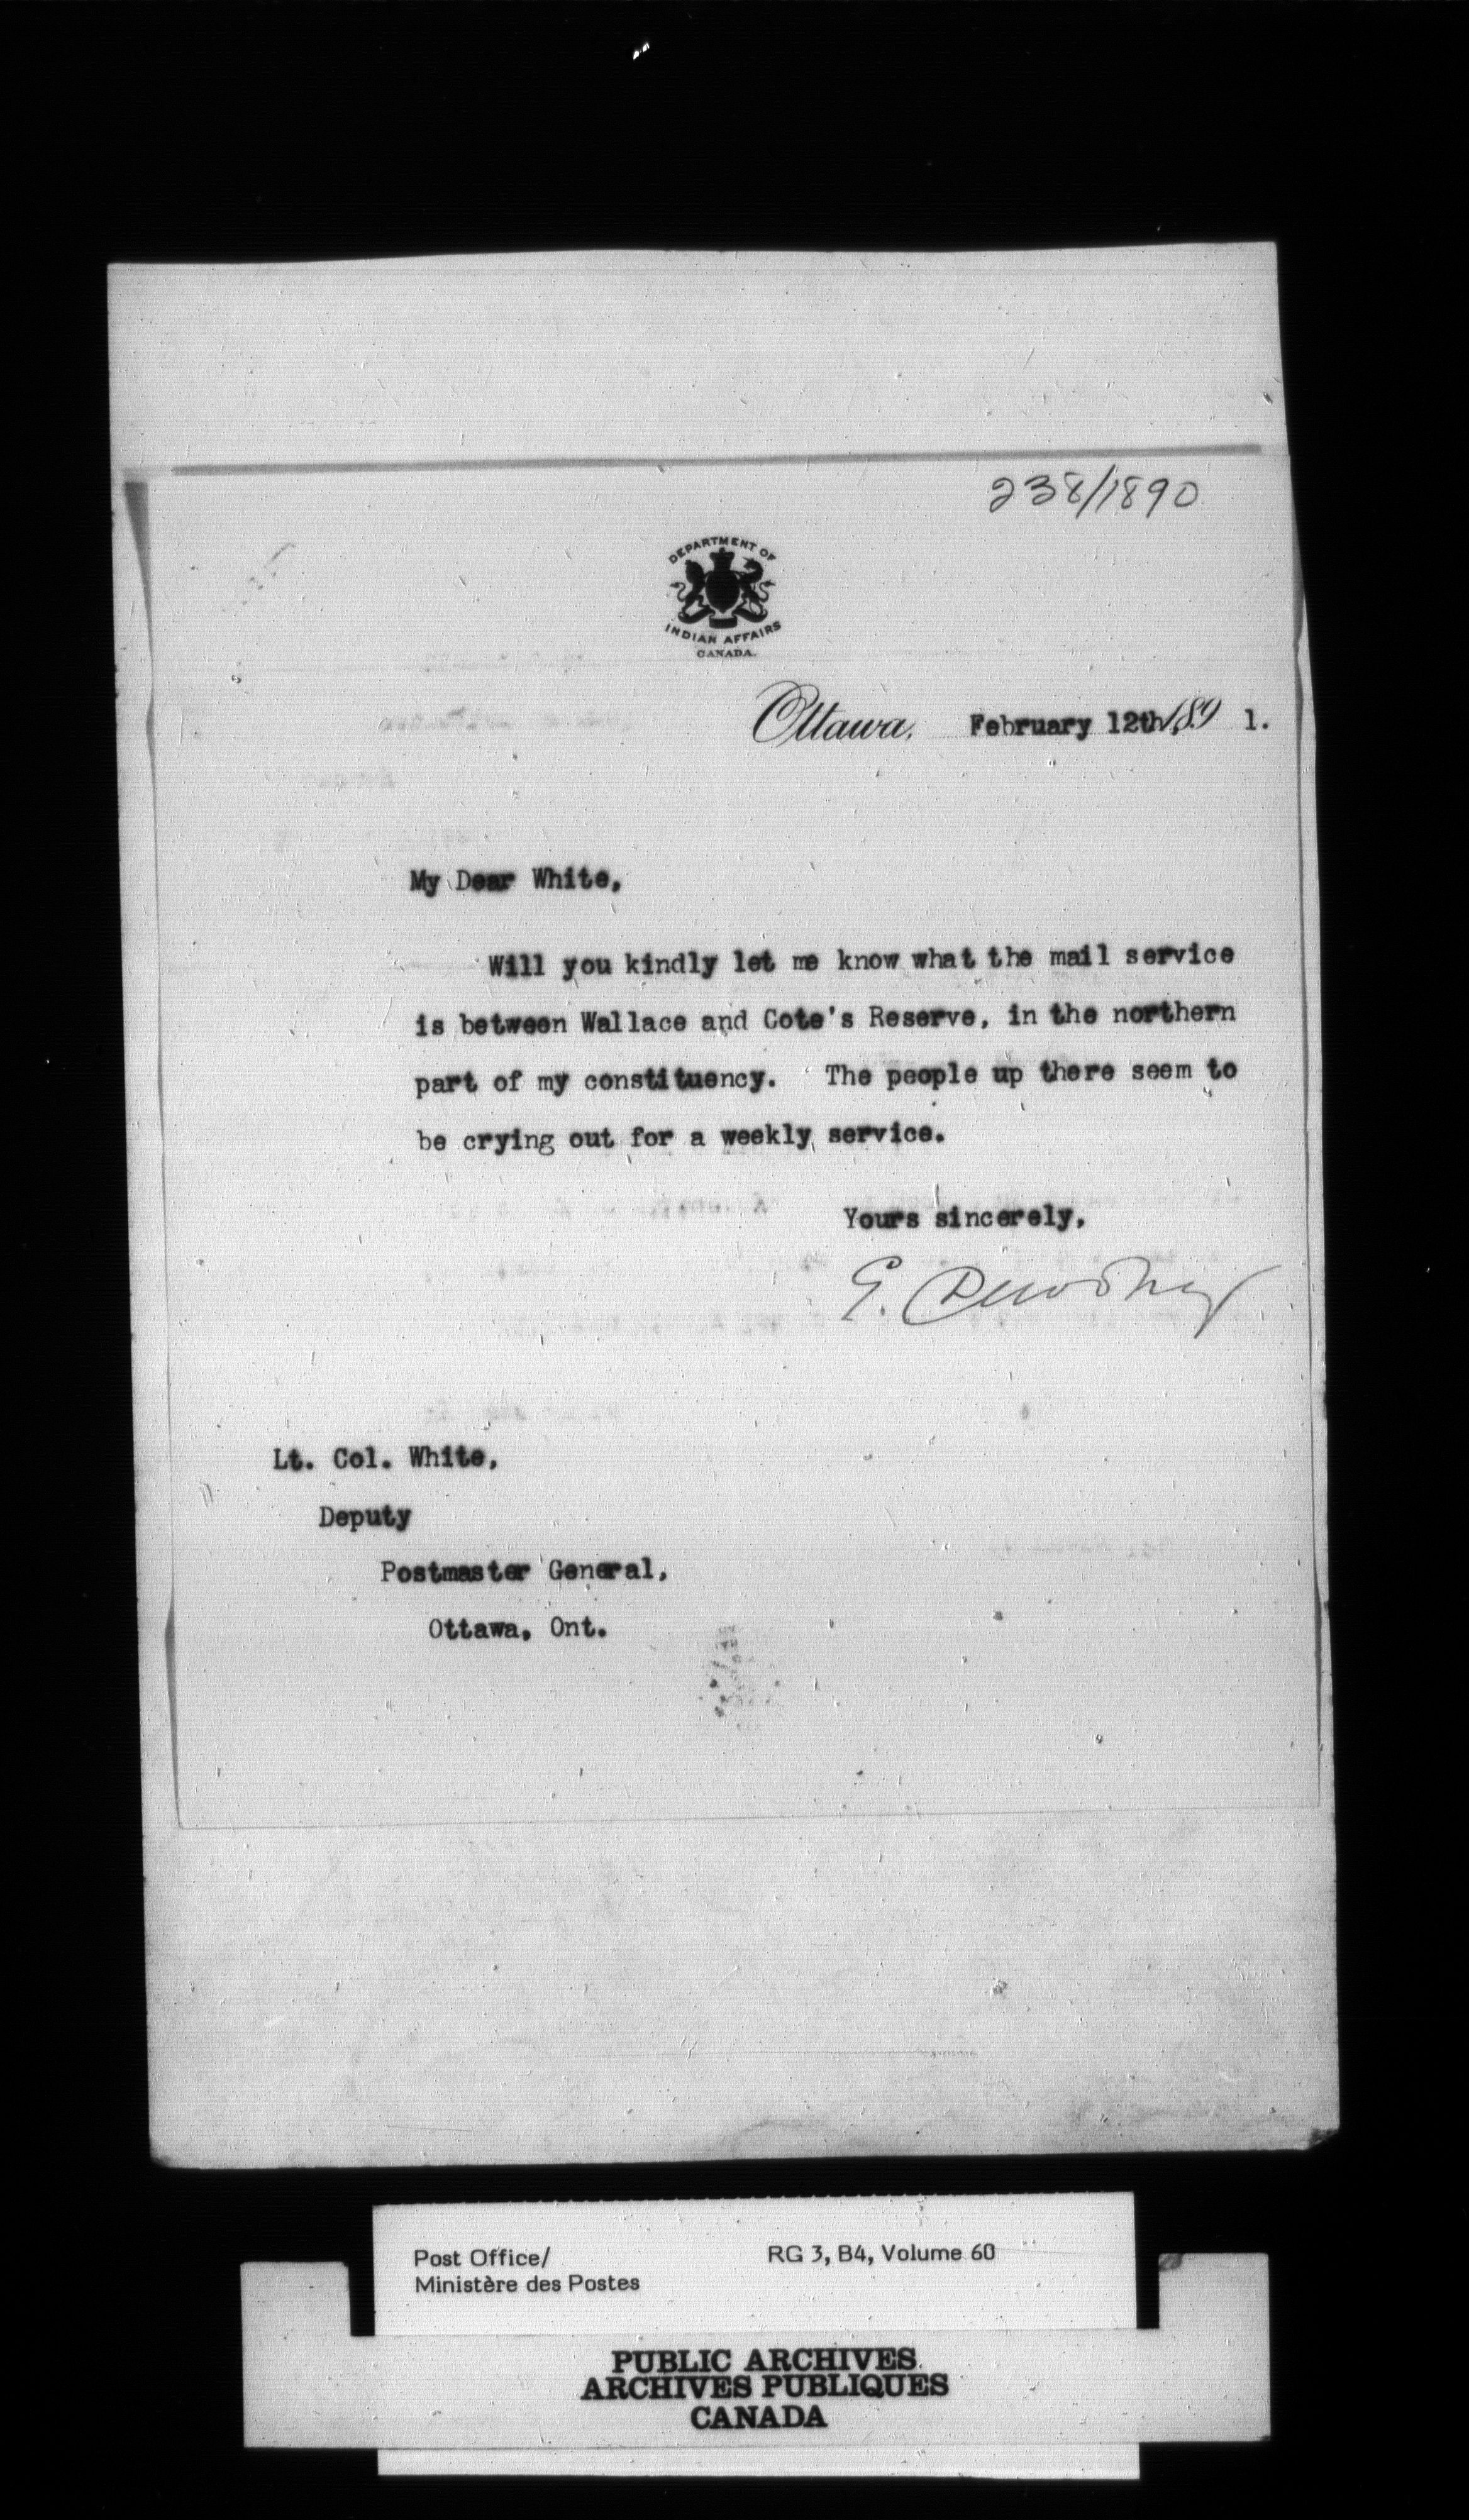 238/1890
DEPARTMENT OF
INDIAN AFFAIRS
CANADA.
Ottawa, February 12th, 189 1.
My Dear White,
Will you kindly let me know what the mail service
is between Wallace and Cote's Reserve, in the northern
part of my constituency. The people up there seem to
be crying out for a weekly service.
Yours sincerely,
E. Dewdney
Lt. Col. White,
Deputy
Postmaster General,
Ottawa, Ont.
Post Office/ RG 3, B4, Volume 60
Ministère des Postes
PUBLIC ARCHIVES
ARCHIVES PUBLIQUES
CANADA